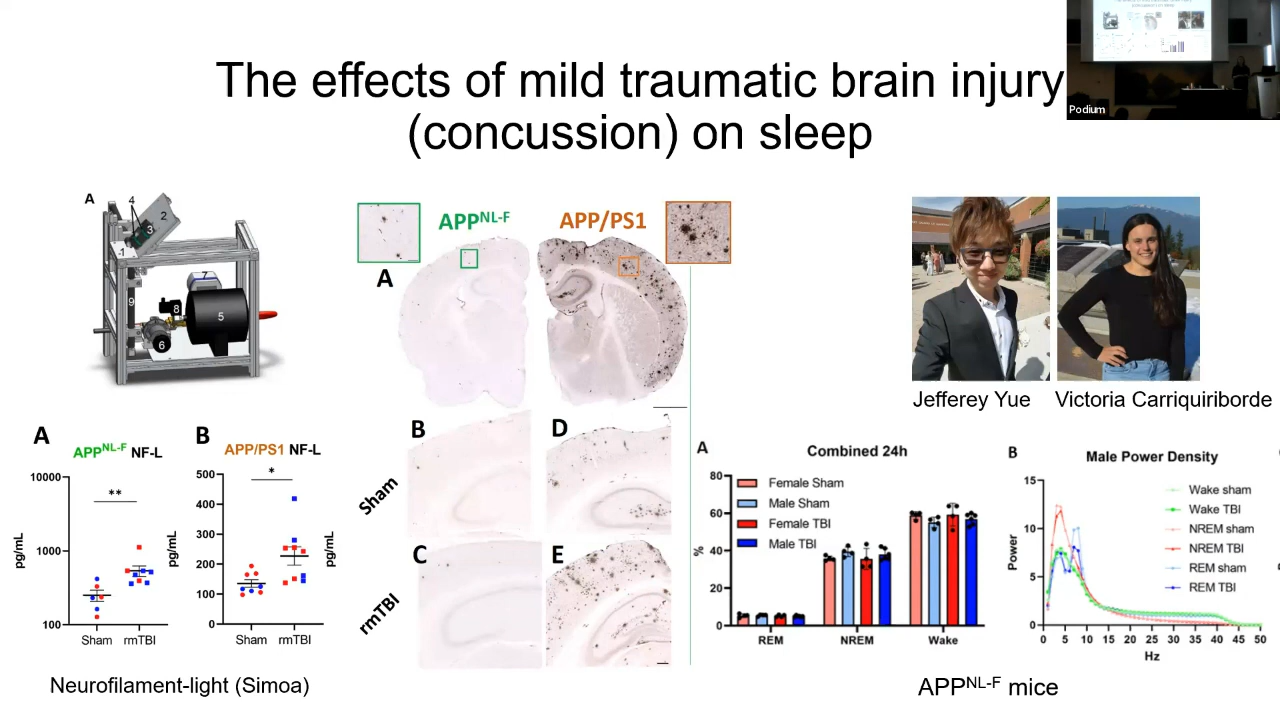 The effects of mild traumatic brain injury
(concussion) on sleep
Podium
A
4
2
3
1
7
9
8
5
6
APPNL-F
APP/PS1
A
B
D
Sham
C
E
rmTBI
Jefferey Yue
Victoria Carriquiriborde
A
APPNL-F NF-L
10000
1000
100
pg/mL
**
Sham
rmTBI
B
APP/PS1 NF-L
500
400
300
200
100
0
pg/mL
*
Sham
rmTBI
pg/mL
Neurofilament-light (Simoa)
A
Combined 24h
80
60
40
20
0
%
Female Sham
Male Sham
Female TBI
Male TBI
REM
NREM
Wake
B
Male Power Density
15
10
5
0
Power
Wake sham
Wake TBI
NREM sham
NREM TBI
REM sham
REM TBI
0 5 10 15 20 25 30 35 40 45 50
Hz
APPNL-F mice